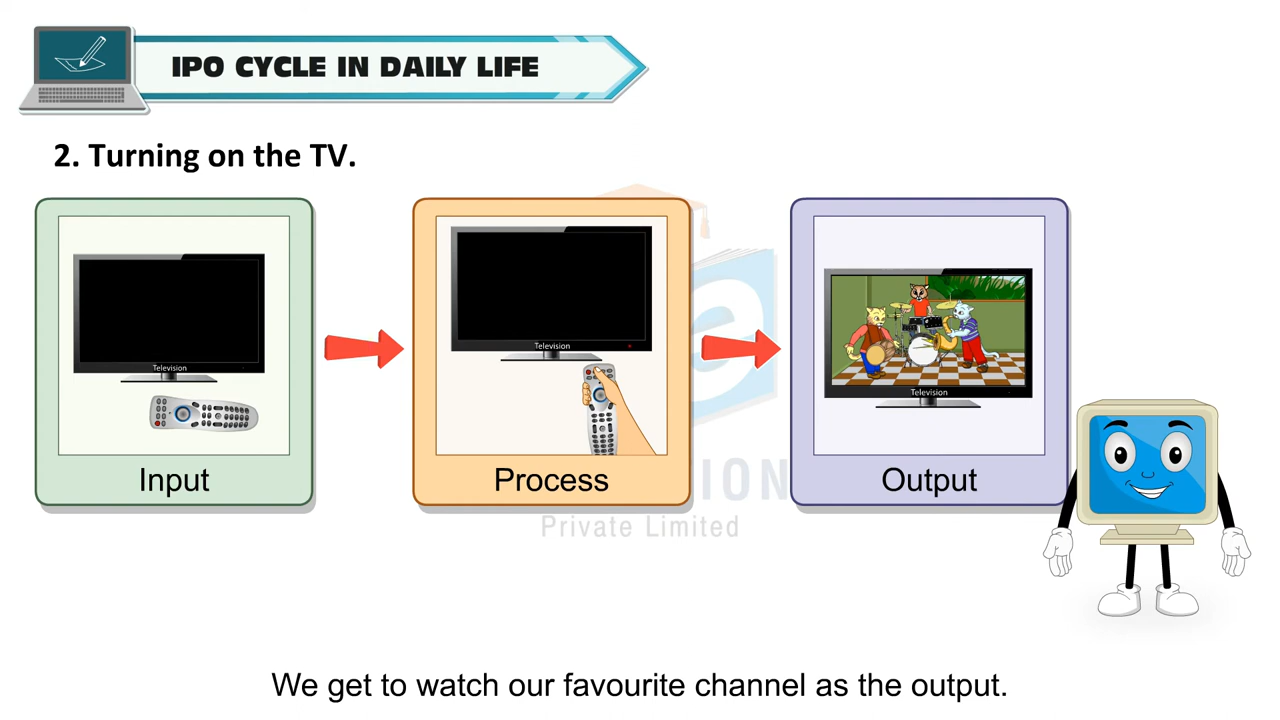 IPO CYCLE IN DAILY LIFE
2. Turning on the TV.
Television
Television
Television
Input
Process
Output
ION
Private Limited
We get to watch our favourite channel as the output.